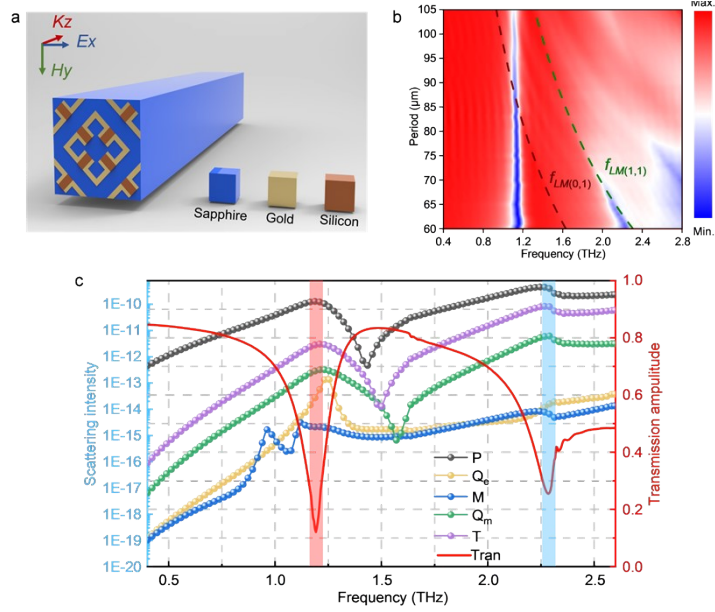 a
Kz
Ex
Hy
Sapphire
Gold
Silicon
b
Period (µm)
105
100
95
90
85
80
75
70
65
60
0.4
0.8
1.2
1.6
2.0
2.4
2.8
Frequency (THz)
fLM(0,1)
fLM(1,1)
Max.
Min.
c
Scattering intensity
1E-10
1E-11
1E-12
1E-13
1E-14
1E-15
1E-16
1E-17
1E-18
1E-19
1E-20
0.5
1.0
1.5
2.0
2.5
Frequency (THz)
P
Qe
M
Qm
T
Tran
1.0
0.9
0.8
0.7
0.6
0.5
0.4
0.3
0.2
0.1
0.0
Transmission ampulitude